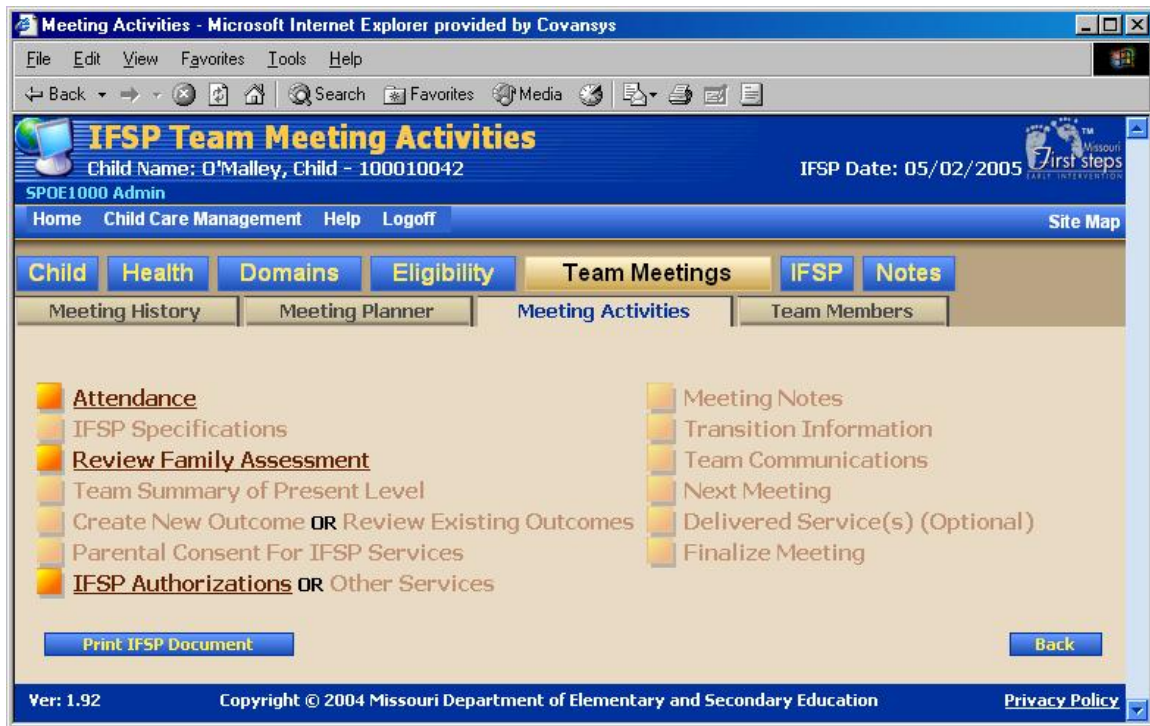 Meeting Activities - Microsoft Internet Explorer provided by Covansys
File Edit View Favorites Tools Help
Back Search Favorites Media
IFSP Team Meeting Activities
Child Name: O'Malley, Child - 100010042 IFSP Date: 05/02/2005
TM
Missouri
First steps
EARLY INTERVENTION
SPOE1000 Admin
Home Child Care Management Help Logoff Site Map
Child Health Domains Eligibility Team Meetings IFSP Notes
Meeting History Meeting Planner Meeting Activities Team Members
Attendance
IFSP Specifications
Review Family Assessment
Team Summary of Present Level
Create New Outcome OR Review Existing Outcomes
Parental Consent For IFSP Services
IFSP Authorizations OR Other Services
Meeting Notes
Transition Information
Team Communications
Next Meeting
Delivered Service(s) (Optional)
Finalize Meeting
Print IFSP Document Back
Ver: 1.92 Copyright © 2004 Missouri Department of Elementary and Secondary Education Privacy Policy